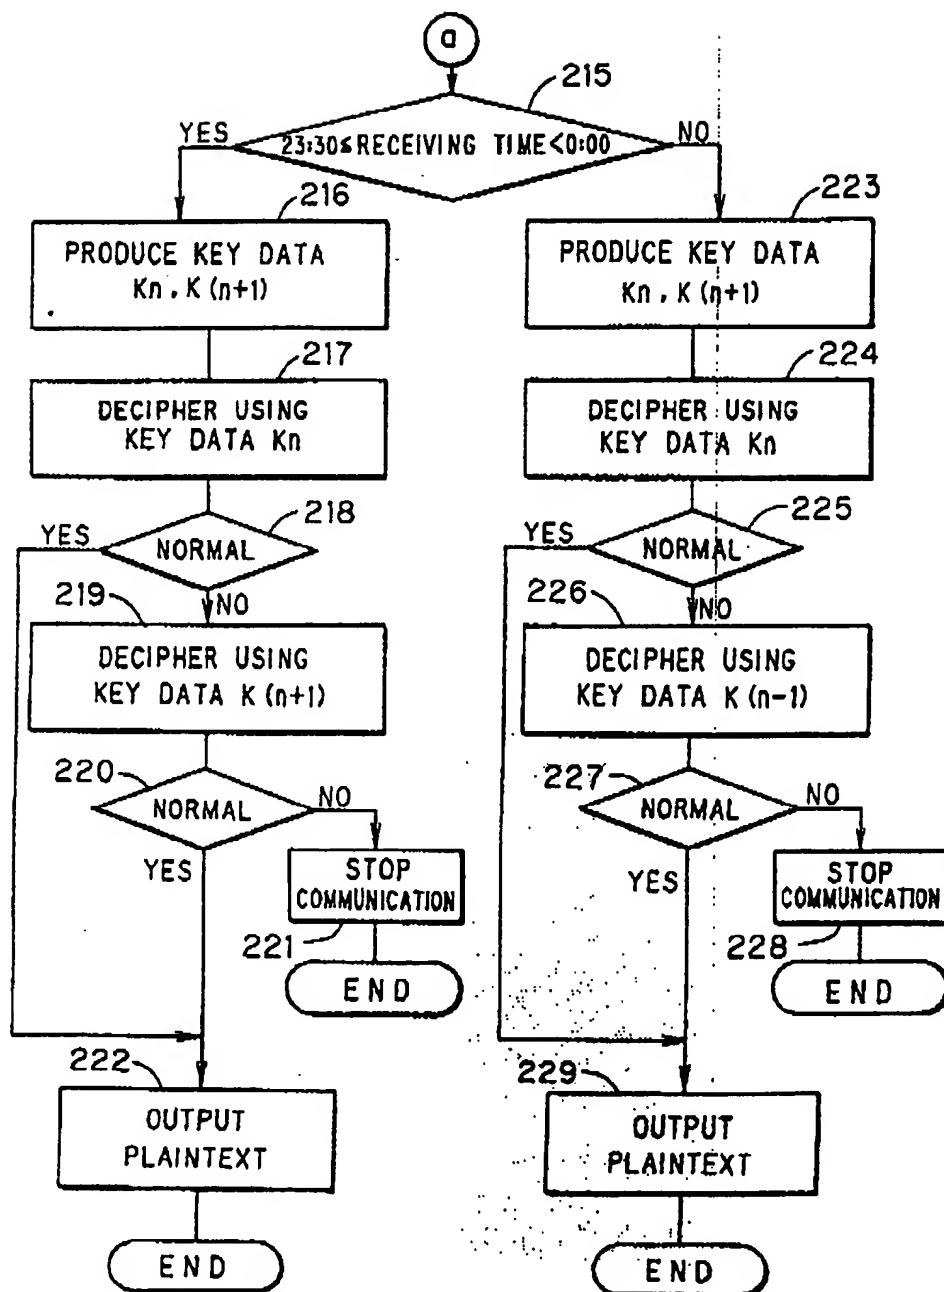 a
215
YES
23:30≤RECEIVING TIME<0:00
NO
216
PRODUCE KEY DATA
Kn, K(n+1)
217
DECIPHER USING
KEY DATA Kn
218
YES
NORMAL
NO
219
DECIPHER USING
KEY DATA K(n+1)
220
NORMAL
NO
YES
STOP
COMMUNICATION
221
END
222
OUTPUT
PLAINTEXT
END
223
PRODUCE KEY DATA
Kn, K(n+1)
224
DECIPHER USING
KEY DATA Kn
225
YES
NORMAL
NO
226
DECIPHER USING
KEY DATA K(n-1)
227
NORMAL
NO
YES
STOP
COMMUNICATION
228
END
229
OUTPUT
PLAINTEXT
END